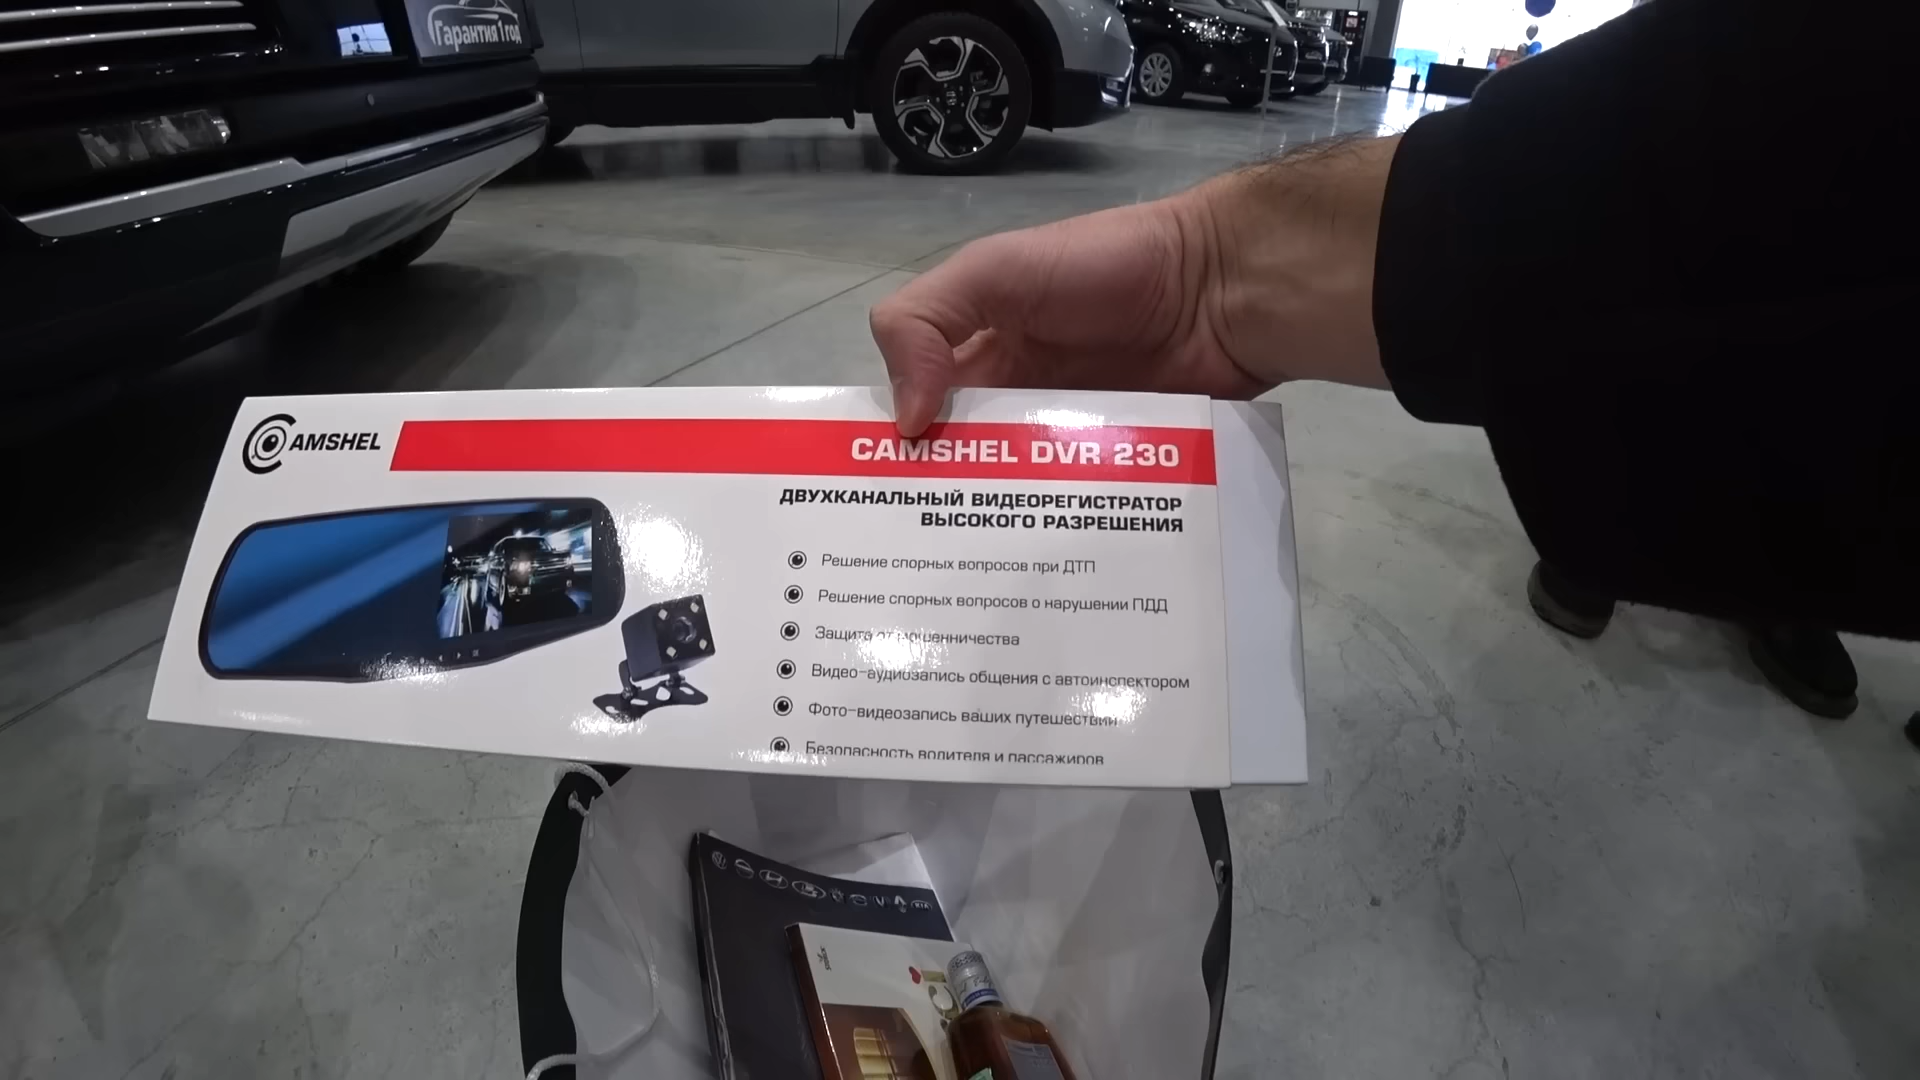 Гарантия 1 год
CAMSHEL
CAMSHEL DVR 230
ДВУХКАНАЛЬНЫЙ ВИДЕОРЕГИСТРАТОР
ВЫСОКОГО РАЗРЕШЕНИЯ
Решение спорных вопросов при ДТП
Решение спорных вопросов о нарушении ПДД
Защита от мошенничества
Видео-аудиозапись общения с автоинспектором
Фото-видеозапись ваших путешествий
Безопасность водителя и пассажиров
KIA